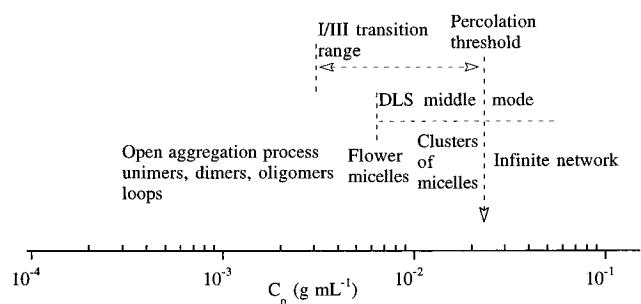 I/III transition
range
Percolation
threshold
DLS middle mode
Open aggregation process
unimers, dimers, oligomers
loops
Flower
micelles
Clusters
of
micelles
Infinite network
10-4
10-3
10-2
10-1
Cp (g mL-1)